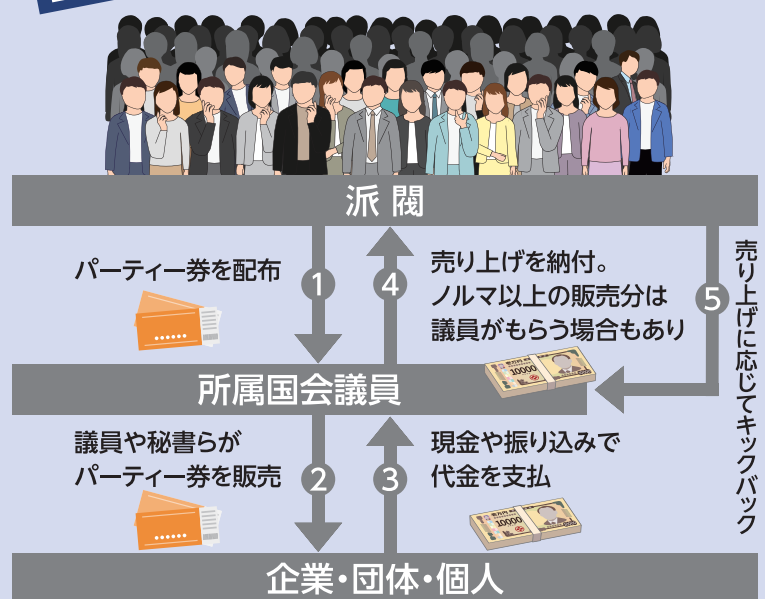 派閥
パーティー券を配布
1
4
売り上げを納付。
ノルマ以上の販売分は
議員がもらう場合もあり
5
売り上げに応じてキックバック
10000
所属国会議員
議員や秘書らが
パーティー券を販売
2
3
現金や振り込みで
代金を支払
10000
企業・団体・個人